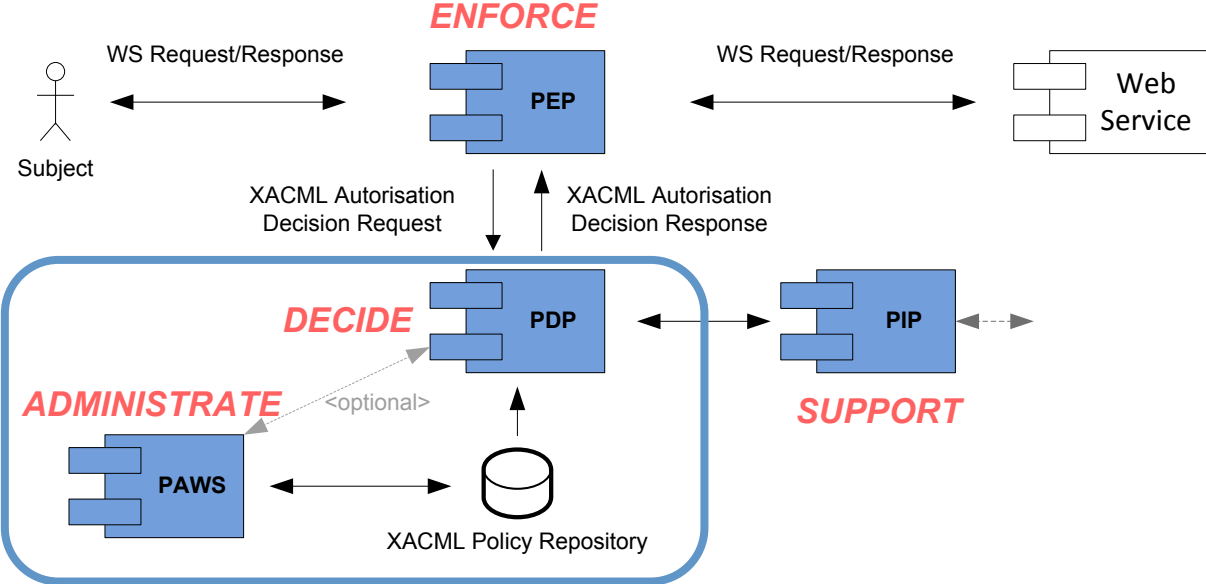 ENFORCE
WS Request/Response
WS Request/Response
PEP
Web
Service
Subject
XACML Autorisation
Decision Request
XACML Autorisation
Decision Response
DECIDE
PDP
PIP
ADMINISTRATE
<optional>
SUPPORT
PAWS
XACML Policy Repository